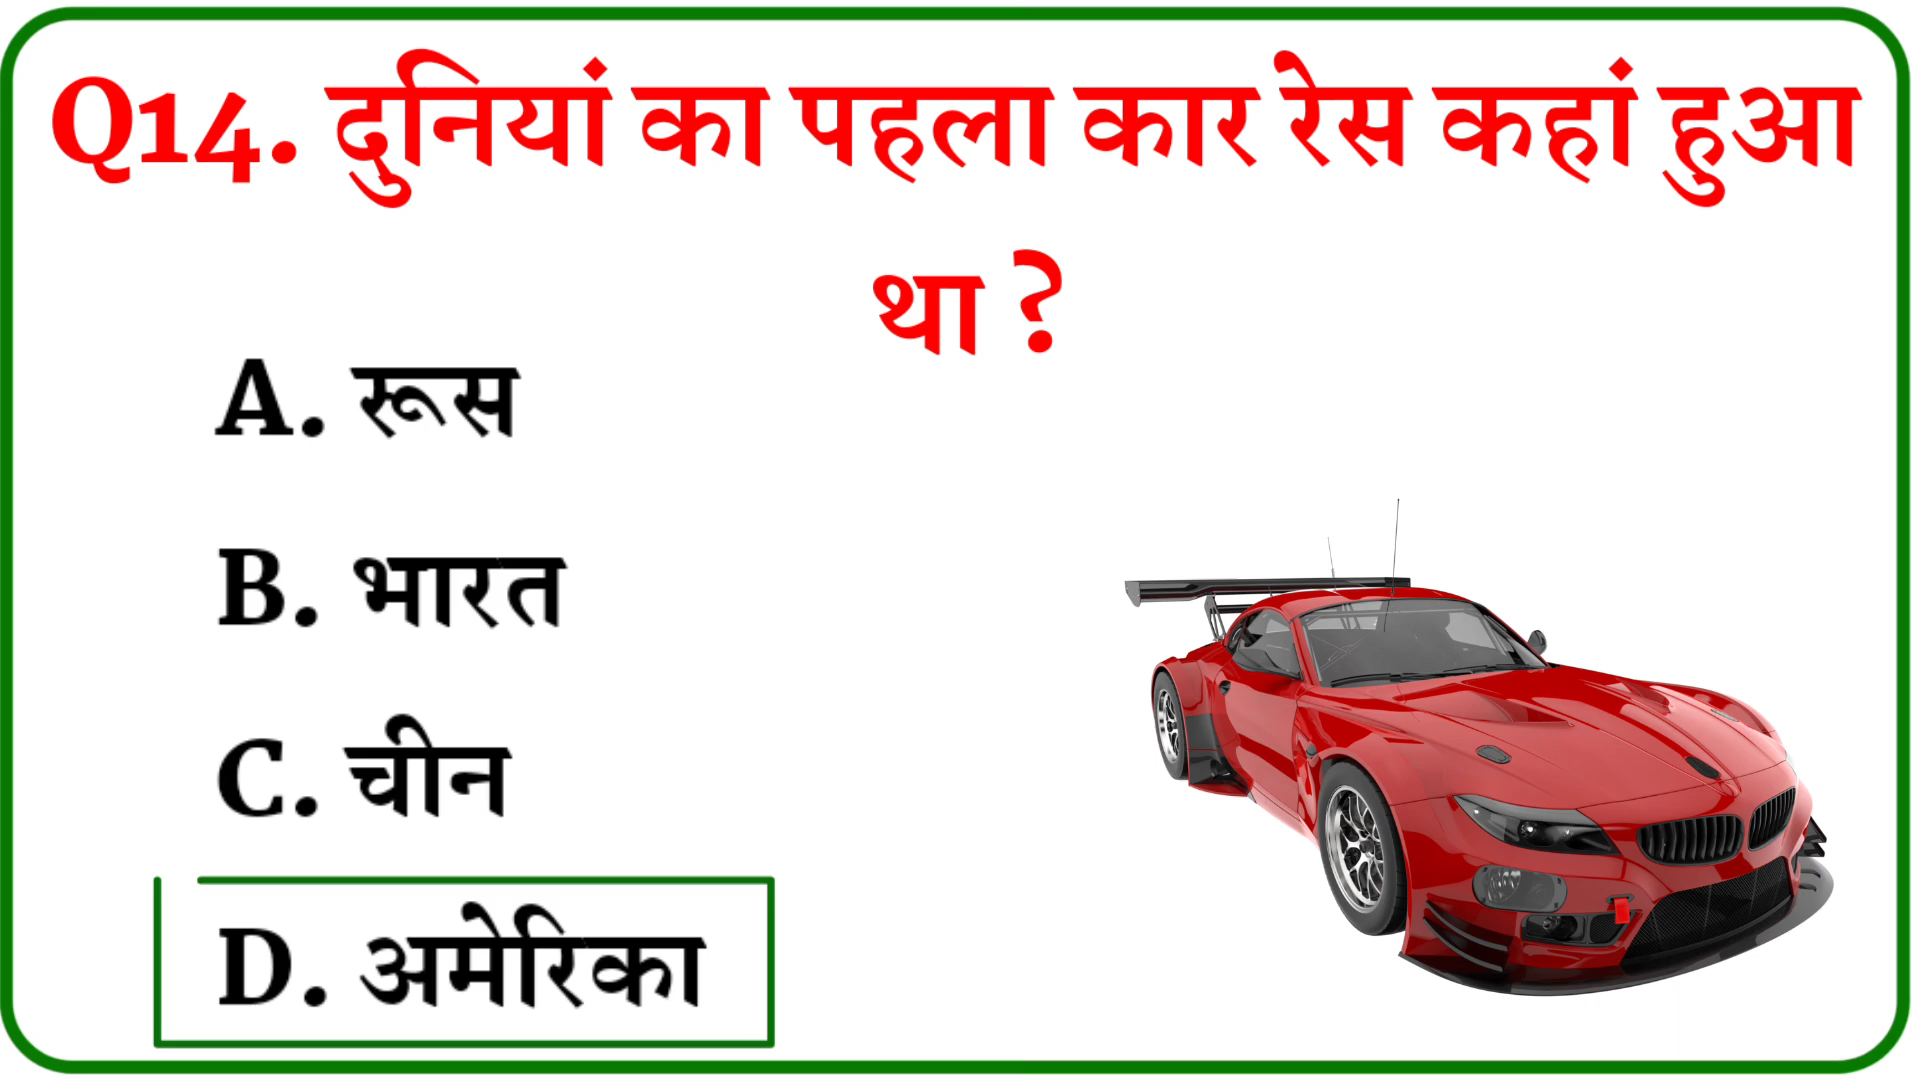 Q14. दुनियां का पहला कार रेस कहां हुआ
था ?
A. रूस
B. भारत
C. चीन
D. अमेरिका